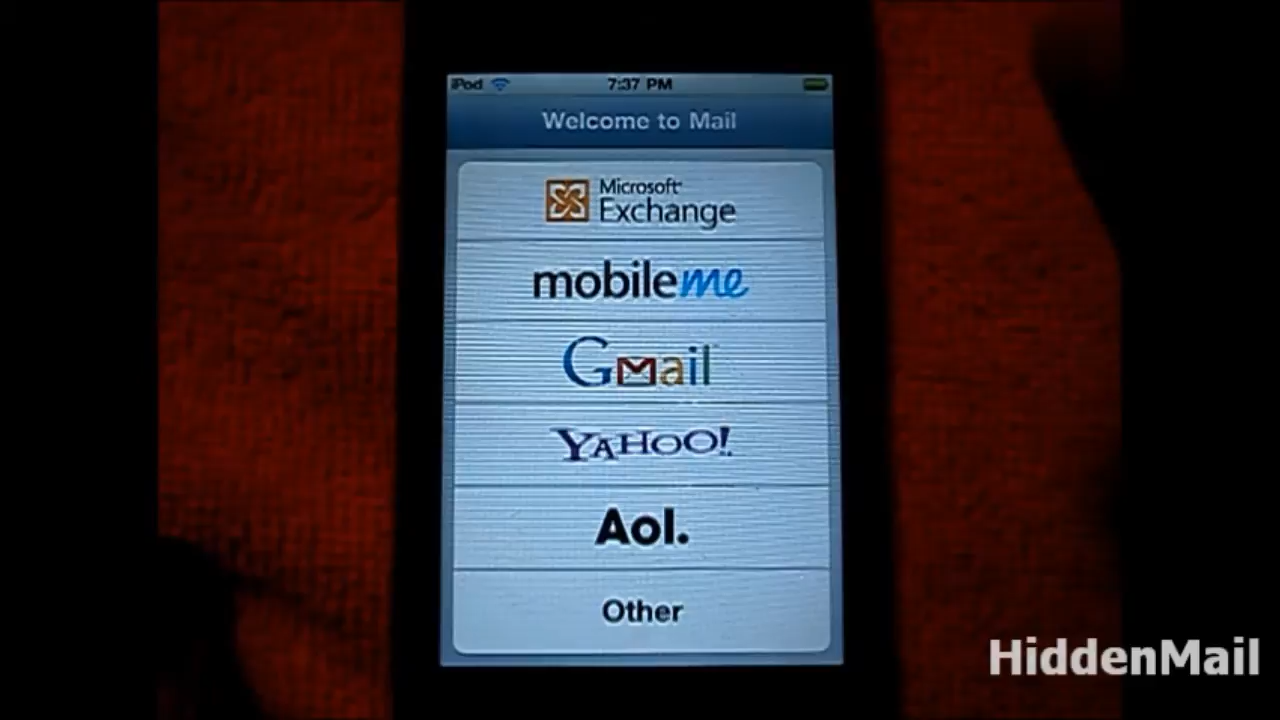 iPod 7:37 PM
Welcome to Mail
Microsoft
Exchange
mobileme
Gmail
YAHOO!
Aol.
Other
HiddenMail